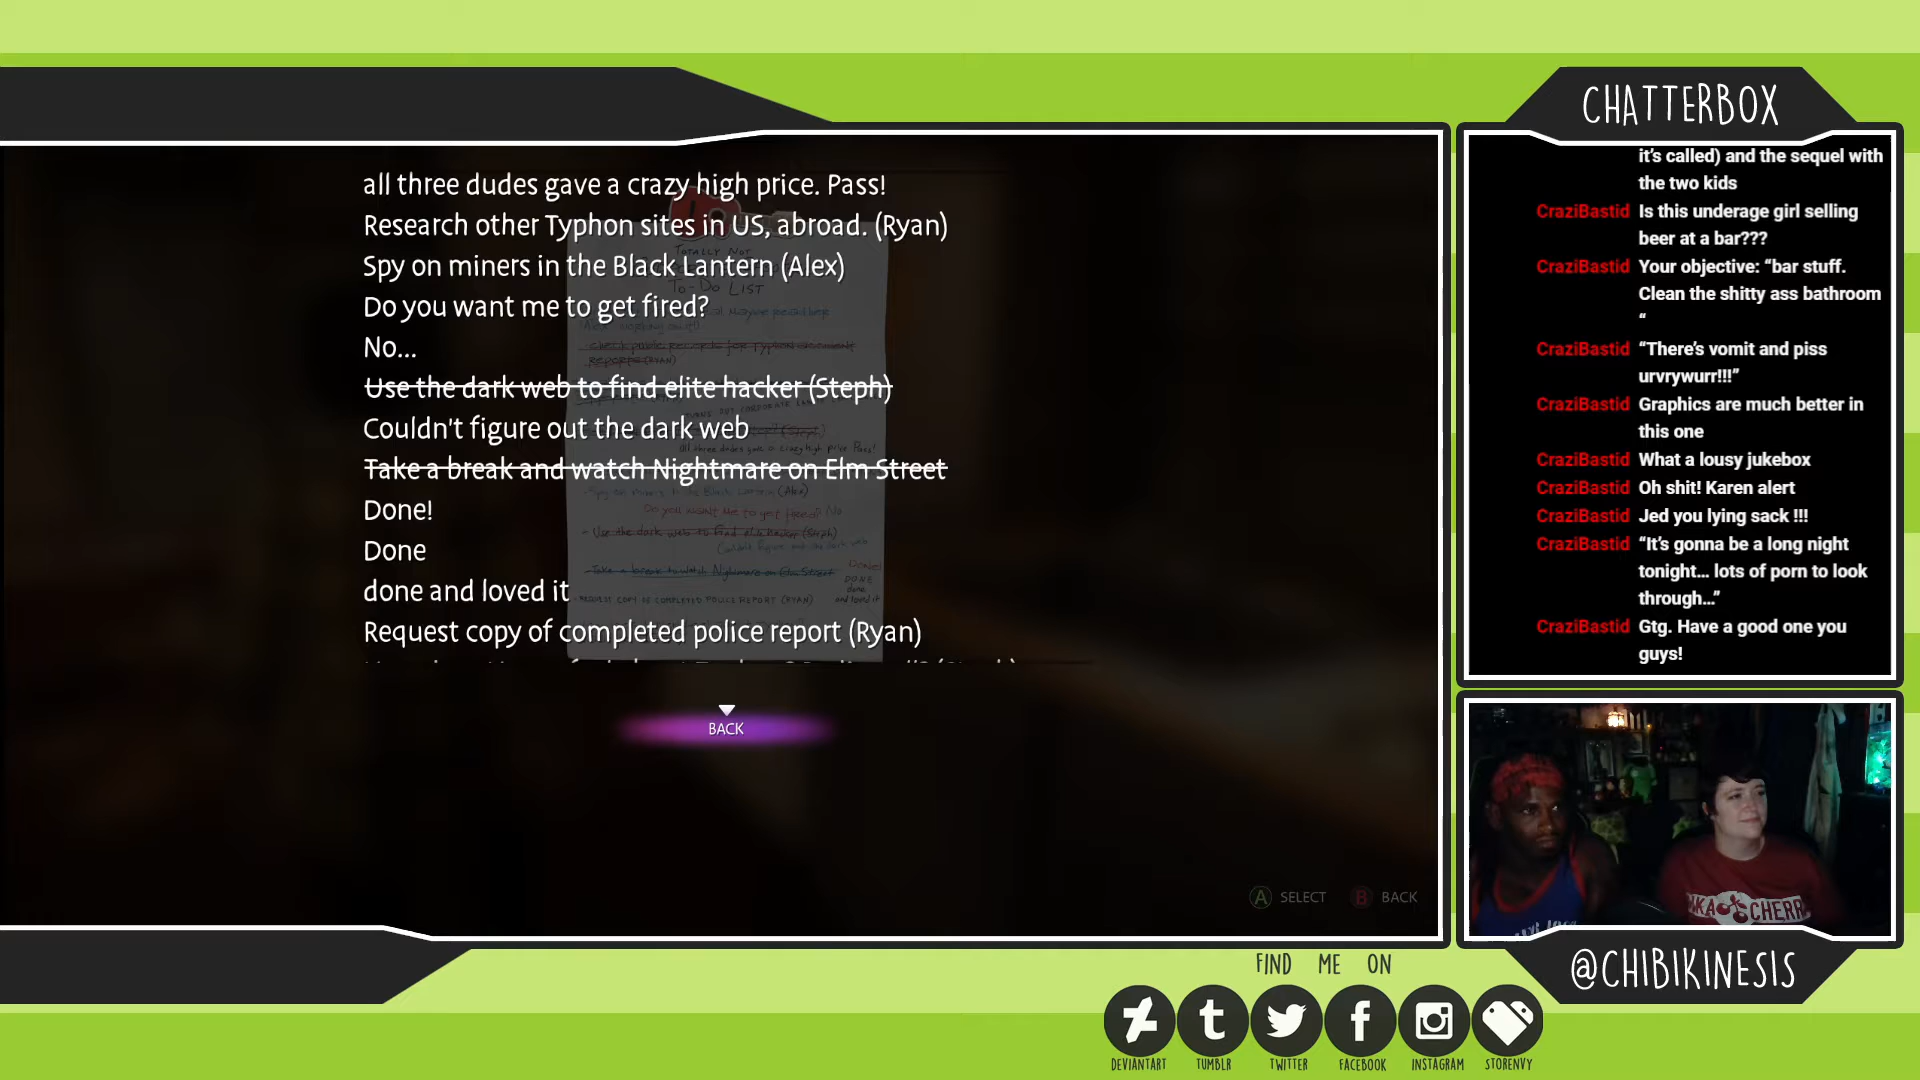 CHATTERBOX
all three dudes gave a crazy high price. Pass!
Research other Typhon sites in US, abroad. (Ryan)
Spy on miners in the Black Lantern (Alex)
Do you want me to get fired?
No...
Use the dark web to find elite hacker (Steph)
Couldn't figure out the dark web
Take a break and watch Nightmare on Elm Street
Done!
Done
done and loved it
Request copy of completed police report (Ryan)
TOTALLY NOT
TO-DO LIST
BACK
A SELECT B BACK
it's called) and the sequel with
the two kids
CraziBastid Is this underage girl selling
beer at a bar???
CraziBastid Your objective: “bar stuff.
Clean the shitty ass bathroom
“
CraziBastid “There's vomit and piss
urvrywurr!!!”
CraziBastid Graphics are much better in
this one
CraziBastid What a lousy jukebox
CraziBastid Oh shit! Karen alert
CraziBastid Jed you lying sack !!!
CraziBastid “It's gonna be a long night
tonight... lots of porn to look
through...”
CraziBastid Gtg. Have a good one you
guys!
CHERR
@CHIBIKINESIS
FIND ME ON
DEVIANTART TUMBLR TWITTER FACEBOOK INSTAGRAM STORENVY